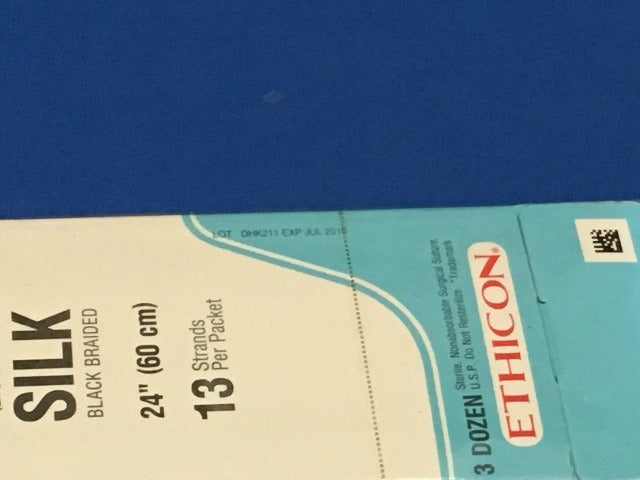 SILK
BLACK BRAIDED
24" (60 cm)
13 Strands
Per Packet
LOT DHK211 EXP JUL
3 DOZEN
Sterile. Nonabsorbable Surgical Suture,
U.S.P. Do Not Resterilize. *Trademark
ETHICON*